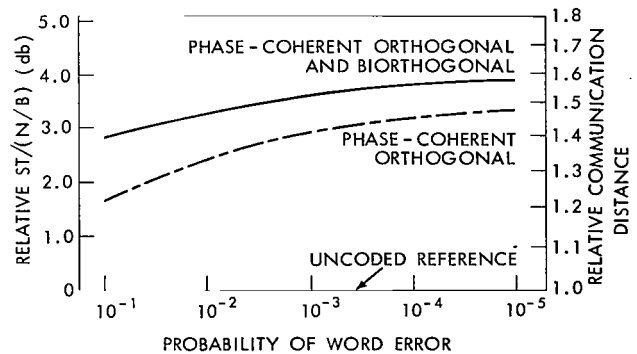 RELATIVE ST/(N/B) (db)
5.0
4.0
3.0
2.0
1.0
0
PHASE-COHERENT ORTHOGONAL
AND BIORTHOGONAL
PHASE-COHERENT
ORTHOGONAL
UNCODED REFERENCE
1.8
1.7
1.6
1.5
1.4
1.3
1.2
1.1
1.0
RELATIVE COMMUNICATION
DISTANCE
10⁻¹ 10⁻² 10⁻³ 10⁻⁴ 10⁻⁵
PROBABILITY OF WORD ERROR